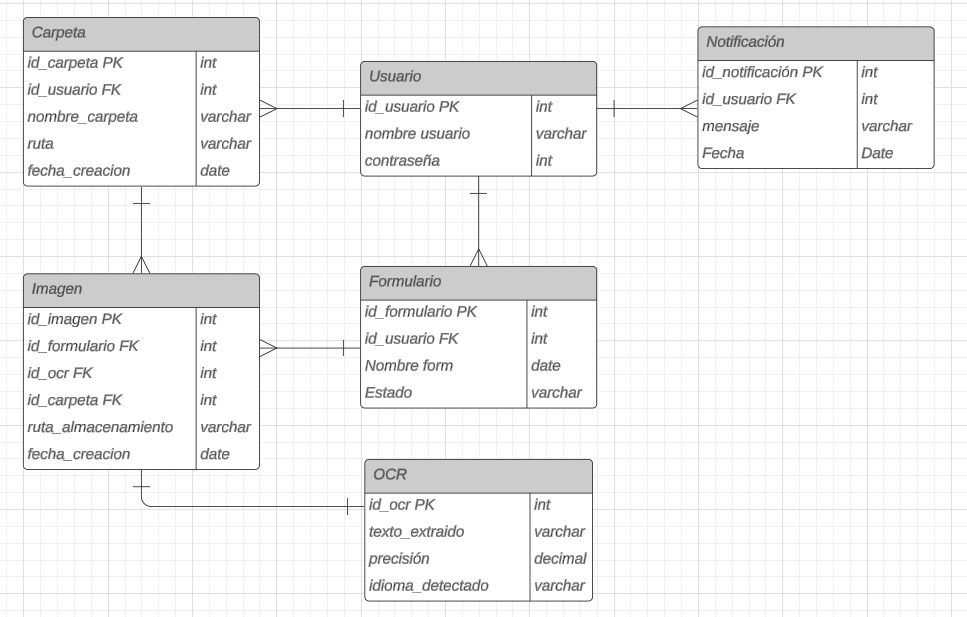 Carpeta
id_carpeta PK int
id_usuario FK int
nombre_carpeta varchar
ruta varchar
fecha_creacion date
Usuario
id_usuario PK int
nombre usuario varchar
contraseña int
Notificación
id_notificación PK int
id_usuario FK int
mensaje varchar
Fecha Date
Imagen
id_imagen PK int
id_formulario FK int
id_ocr FK int
id_carpeta FK int
ruta_almacenamiento varchar
fecha_creacion date
Formulario
id_formulario PK int
id_usuario FK int
Nombre form date
Estado varchar
OCR
id_ocr PK int
texto_extraido varchar
precisión decimal
idioma_detectado varchar